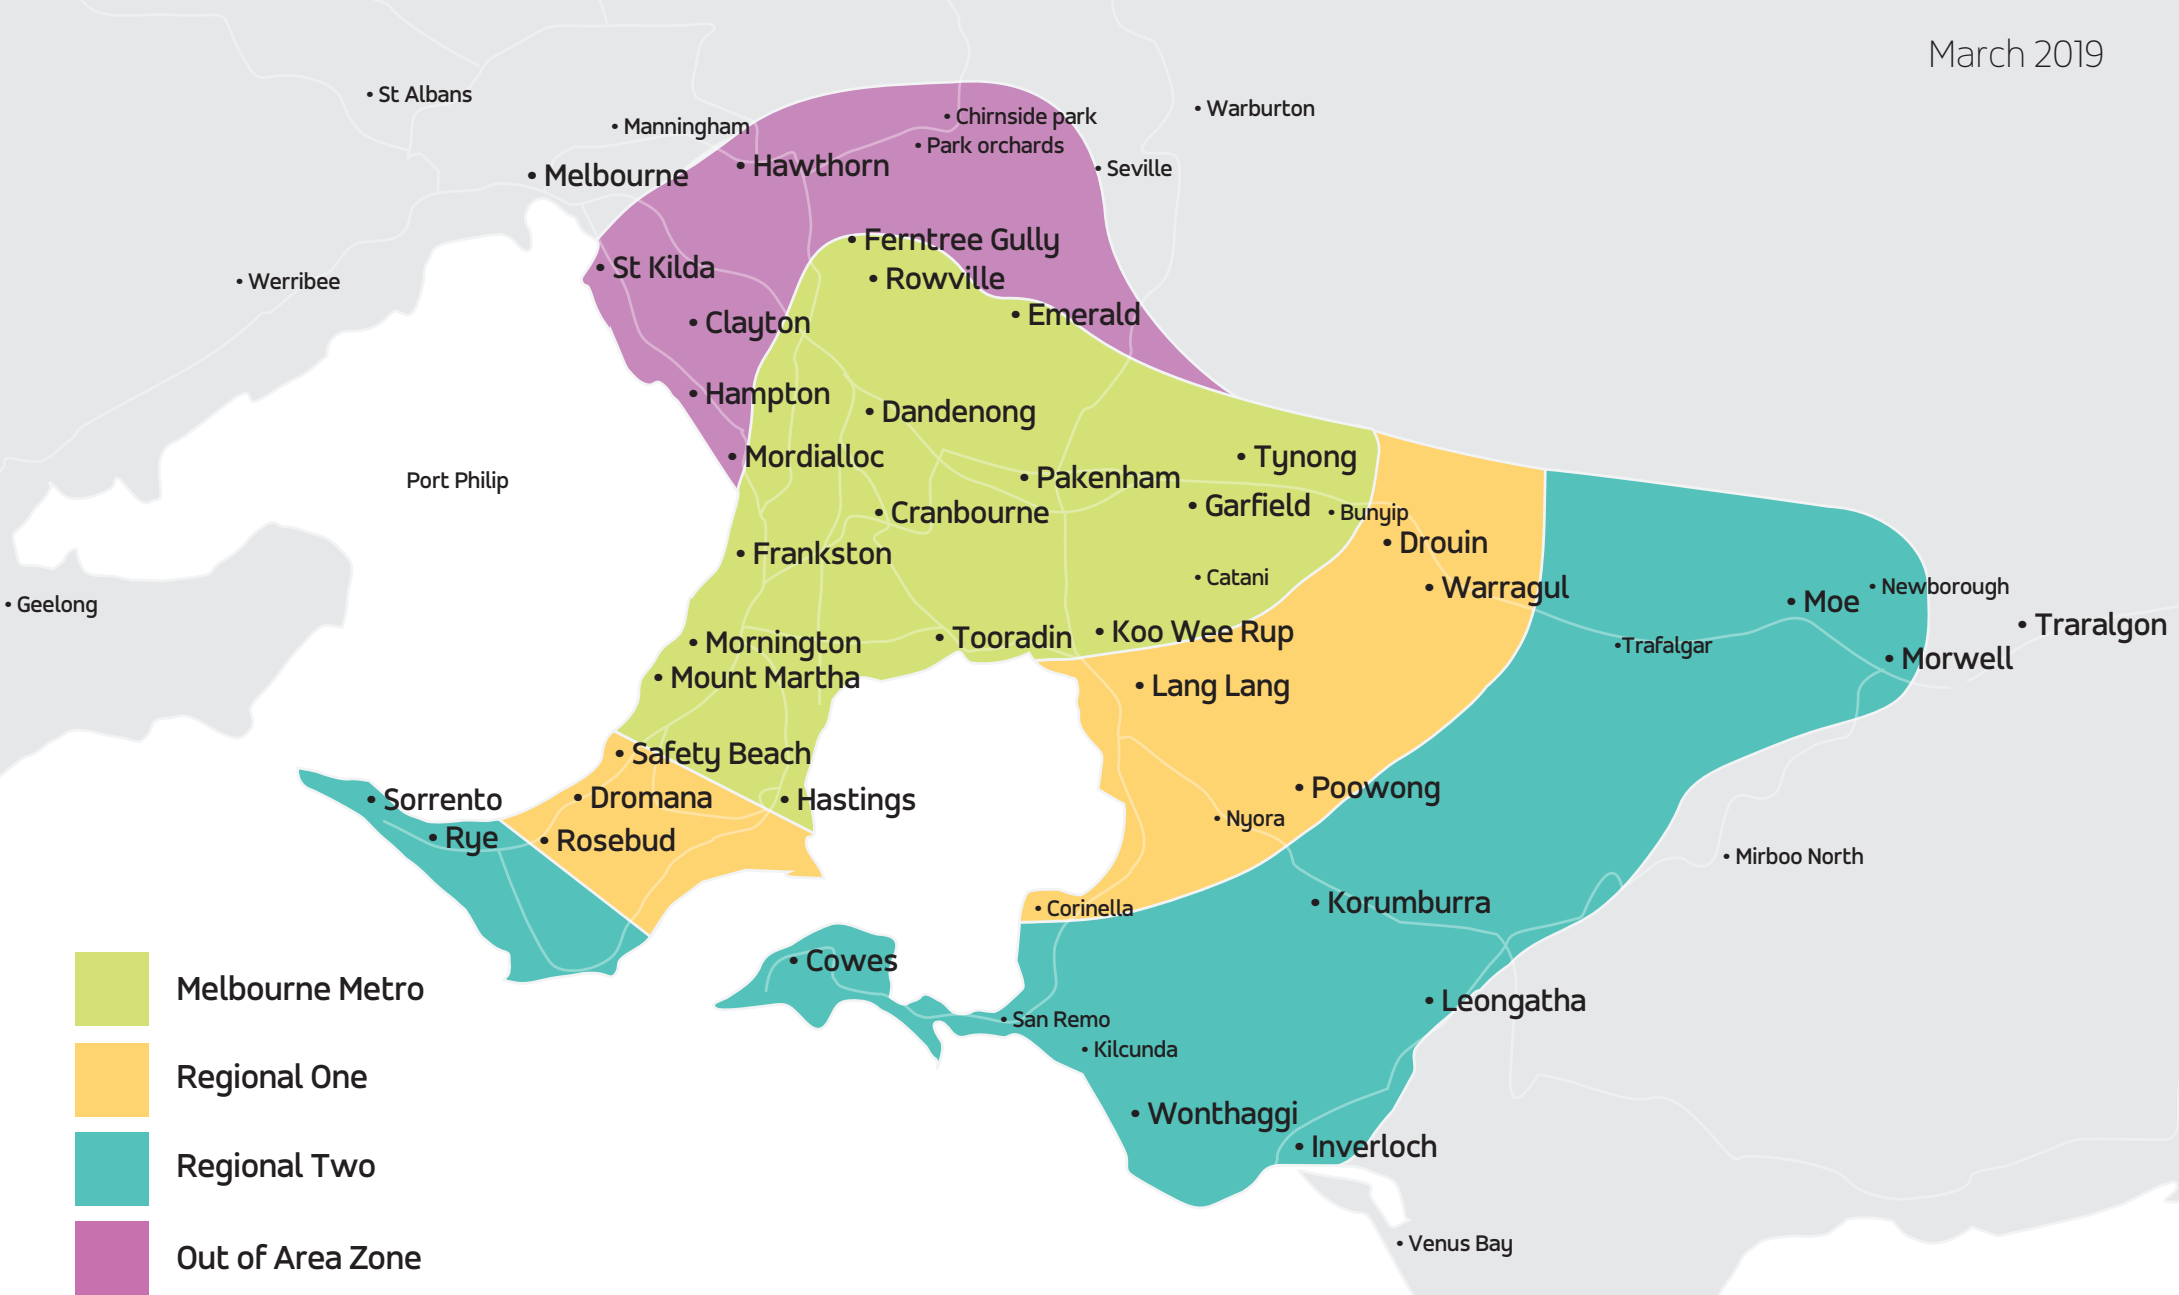 March 2019
St Albans
Warburton
Chirnside park
Manningham
Park orchards
Hawthorn
Seville
Melbourne
Ferntree Gully
St Kilda
Rowville
Werribee
Emerald
Clayton
Hampton
Dandenong
Mordialloc
Tynong
Port Philip
Pakenham
Garfield
Cranbourne
Bunyip
Drouin
Frankston
Catani
Warragul
Newborough
Moe
Geelong
Traralgon
Koo Wee Rup
Tooradin
Mornington
Trafalgar
Morwell
Mount Martha
Lang Lang
Safety Beach
Poowong
Dromana
Sorrento
Hastings
Nyora
Rye
Rosebud
Mirboo North
Korumburra
Corinella
Cowes
Melbourne Metro
Leongatha
San Remo
Kilcunda
Regional One
Wonthaggi
Inverloch
Regional Two
Venus Bay
Out of Area Zone